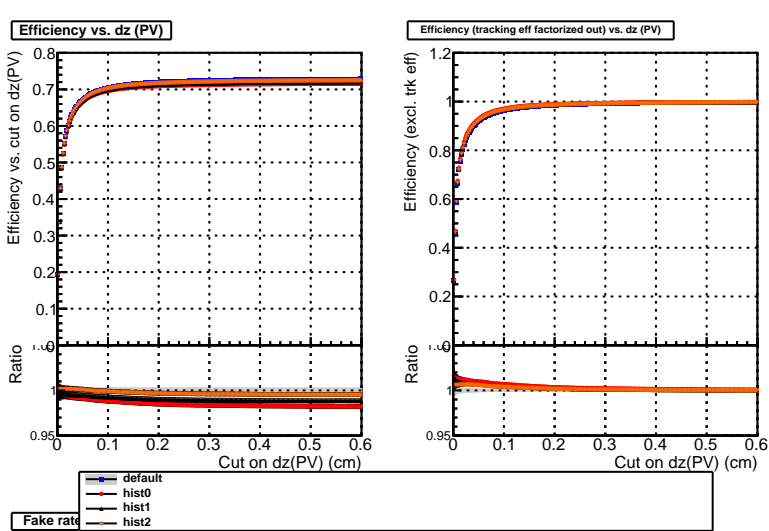 Efficiency vs. dz (PV)
Efficiency vs. cut on dz(PV)
0.8
0.7
0.6
0.5
0.4
0.3
0.2
0.1
Ratio
1
0.95
0 0.1 0.2 0.3 0.4 0.5 0.6
Cut on dz(PV) (cm)
Efficiency (tracking eff factorized out) vs. dz (PV)
Efficiency (excl. trk eff)
1.2
1
0.8
0.6
0.4
0.2
Ratio
1
0.95
0 0.1 0.2 0.3 0.4 0.5 0.6
Cut on dz(PV) (cm)
default
hist0
hist1
hist2
Fake rate